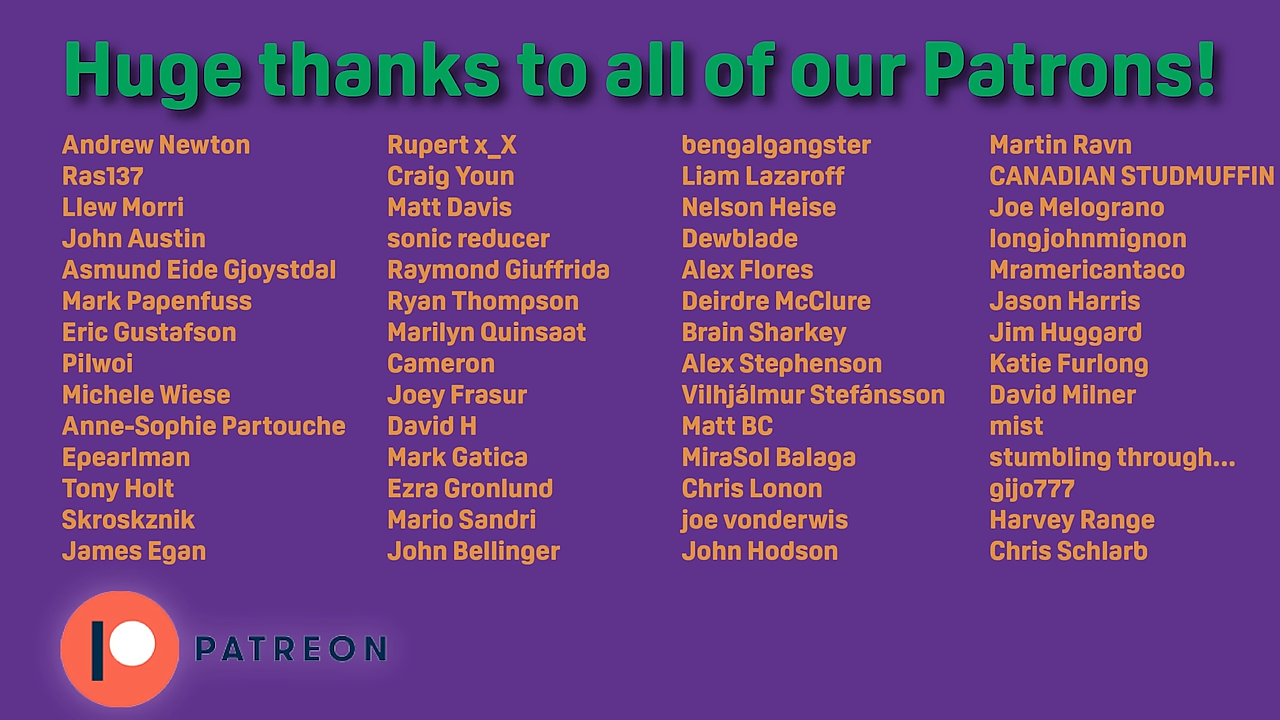 Huge thanks to all of our Patrons!
Andrew Newton
Ras137
Llew Morri
John Austin
Asmund Eide Gjoystdal
Mark Papenfuss
Eric Gustafson
Pilwoi
Michele Wiese
Anne-Sophie Partouche
Epearlman
Tony Holt
Skroskznik
James Egan
Rupert x_X
Craig Youn
Matt Davis
sonic reducer
Raymond Giuffrida
Ryan Thompson
Marilyn Quinsaat
Cameron
Joey Frasur
David H
Mark Gatica
Ezra Gronlund
Mario Sandri
John Bellinger
bengalgangster
Liam Lazaroff
Nelson Heise
Dewblade
Alex Flores
Deirdre McClure
Brain Sharkey
Alex Stephenson
Vilhjálmur Stefánsson
Matt BC
MiraSol Balaga
Chris Lonon
joe vonderwis
John Hodson
Martin Ravn
CANADIAN STUDMUFFIN
Joe Melograno
longjohnmignon
Mramericantaco
Jason Harris
Jim Huggard
Katie Furlong
David Milner
mist
stumbling through...
gijo777
Harvey Range
Chris Schlarb
PATREON